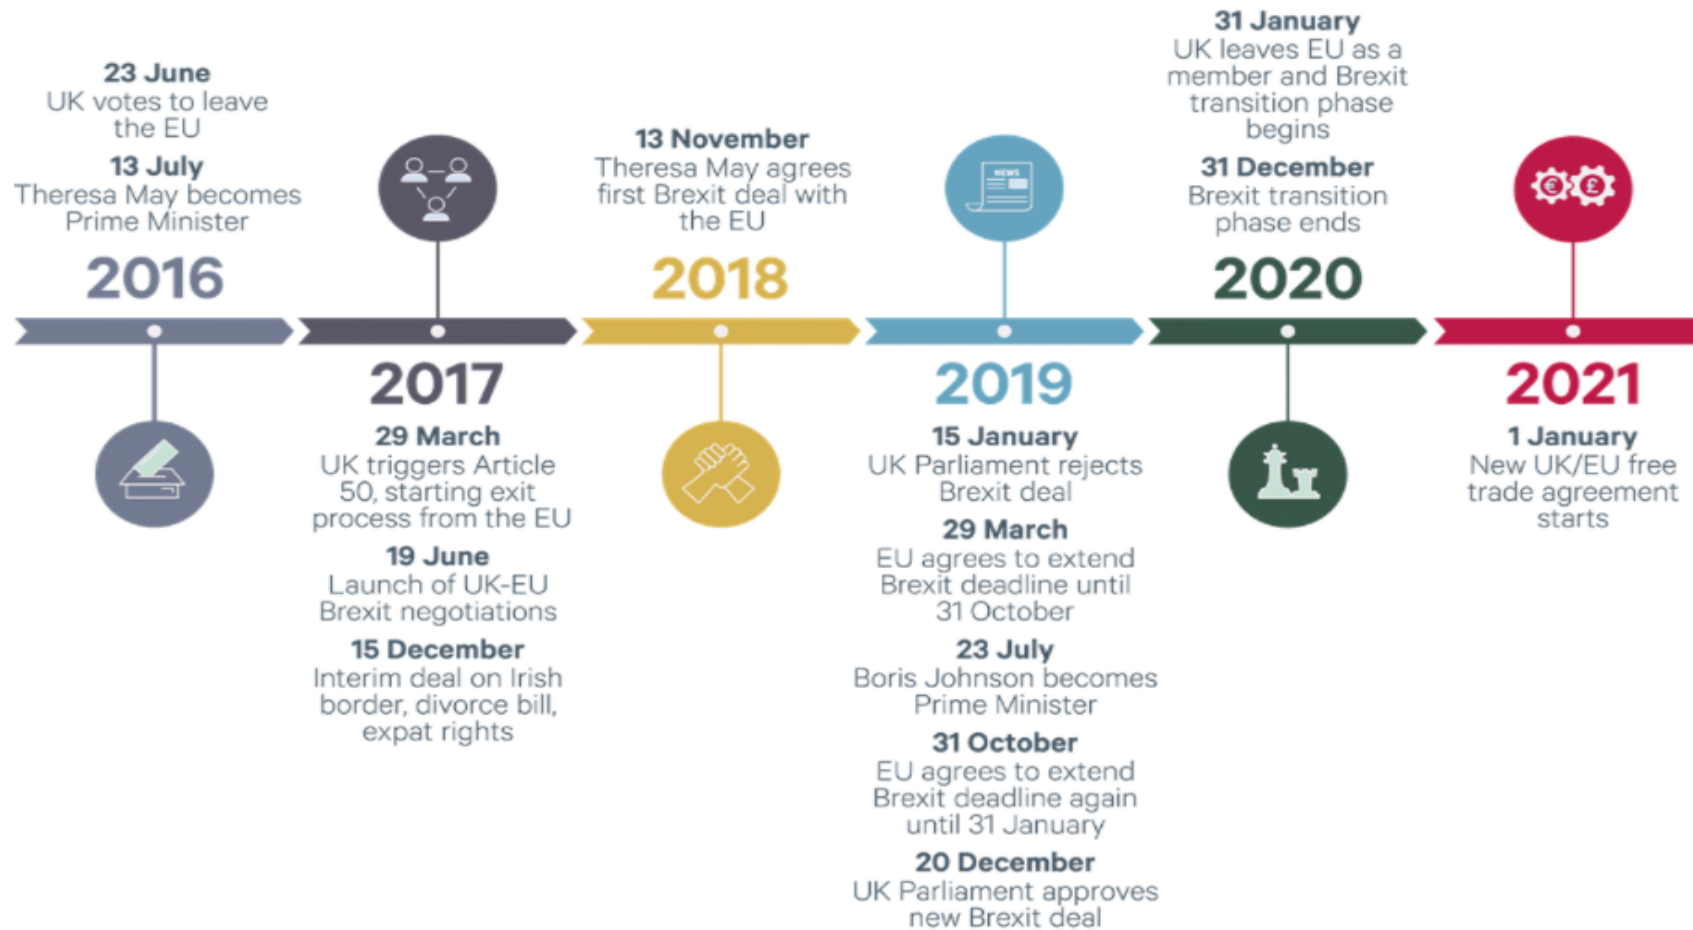 23 June
UK votes to leave
the EU
13 July
Theresa May becomes
Prime Minister
2016
2017
29 March
UK triggers Article
50, starting exit
process from the EU
19 June
Launch of UK-EU
Brexit negotiations
15 December
Interim deal on Irish
border, divorce bill,
expat rights
13 November
Theresa May agrees
first Brexit deal with
the EU
2018
NEWS
2019
15 January
UK Parliament rejects
Brexit deal
29 March
EU agrees to extend
Brexit deadline until
31 October
23 July
Boris Johnson becomes
Prime Minister
31 October
EU agrees to extend
Brexit deadline again
until 31 January
20 December
UK Parliament approves
new Brexit deal
31 January
UK leaves EU as a
member and Brexit
transition phase
begins
31 December
Brexit transition
phase ends
2020
€ £
2021
1 January
New UK/EU free
trade agreement
starts